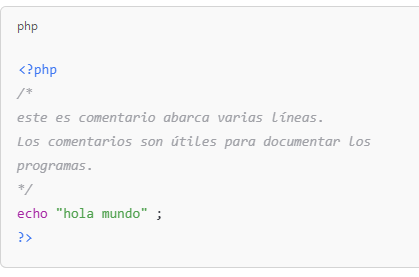 php
<?php
/*
este es comentario abarca varias líneas.
Los comentarios son útiles para documentar los
programas.
*/
echo "hola mundo" ;
?>